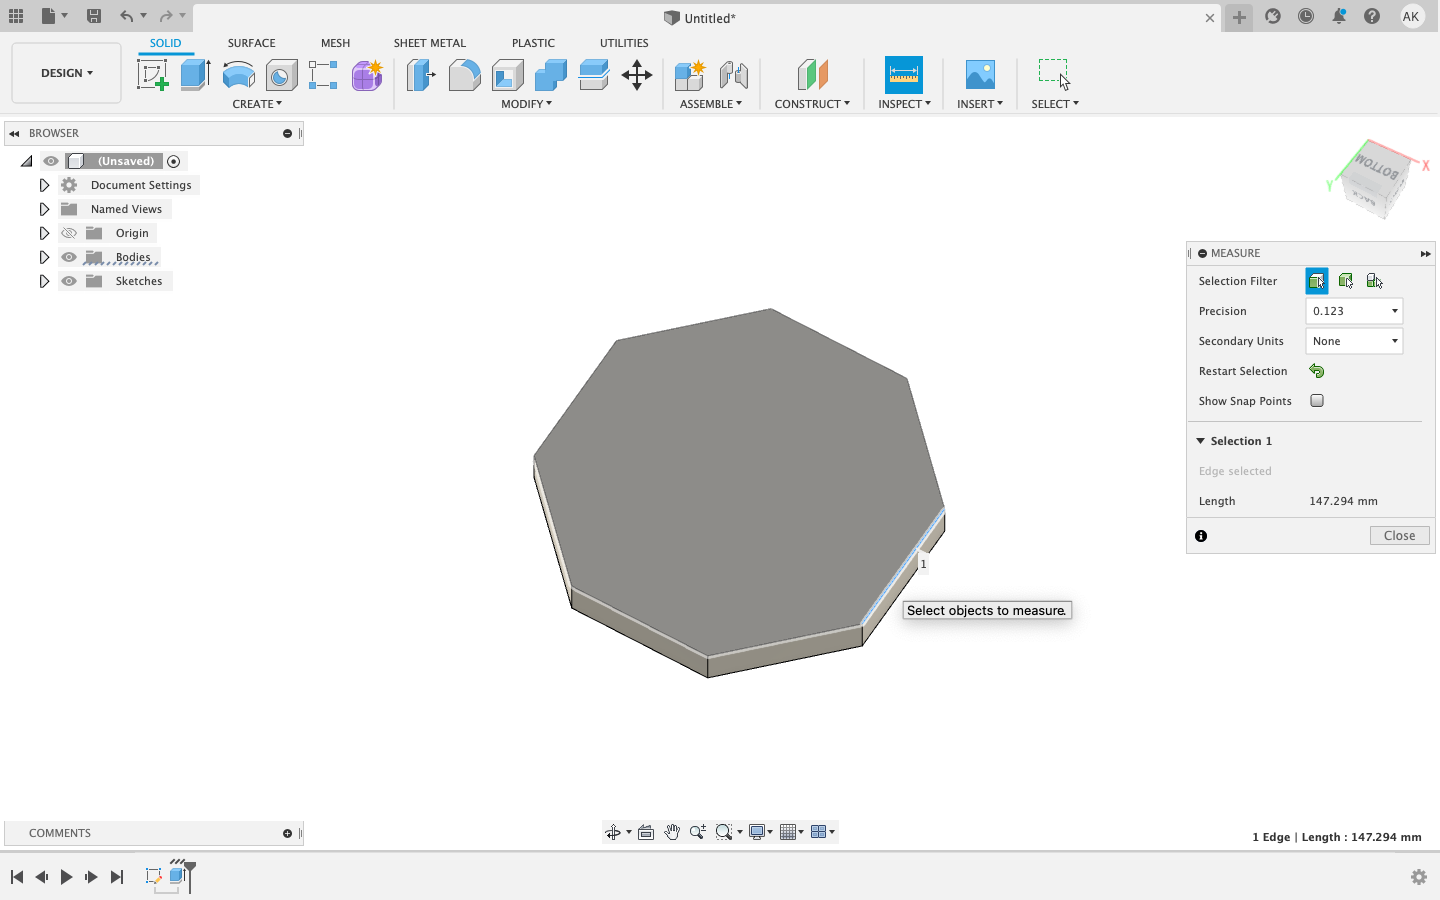 Untitled*
AK
DESIGN
SOLID
SURFACE
MESH
SHEET METAL
PLASTIC
UTILITIES
CREATE
MODIFY
ASSEMBLE
CONSTRUCT
INSPECT
INSERT
SELECT
BROWSER
(Unsaved)
Document Settings
Named Views
Origin
Bodies
Sketches
BOTTOM
BACK
X
Y
MEASURE
Selection Filter
Precision
0.123
Secondary Units
None
Restart Selection
Show Snap Points
Selection 1
Edge selected
Length
147.294 mm
Close
1
Select objects to measure.
COMMENTS
1 Edge | Length : 147.294 mm